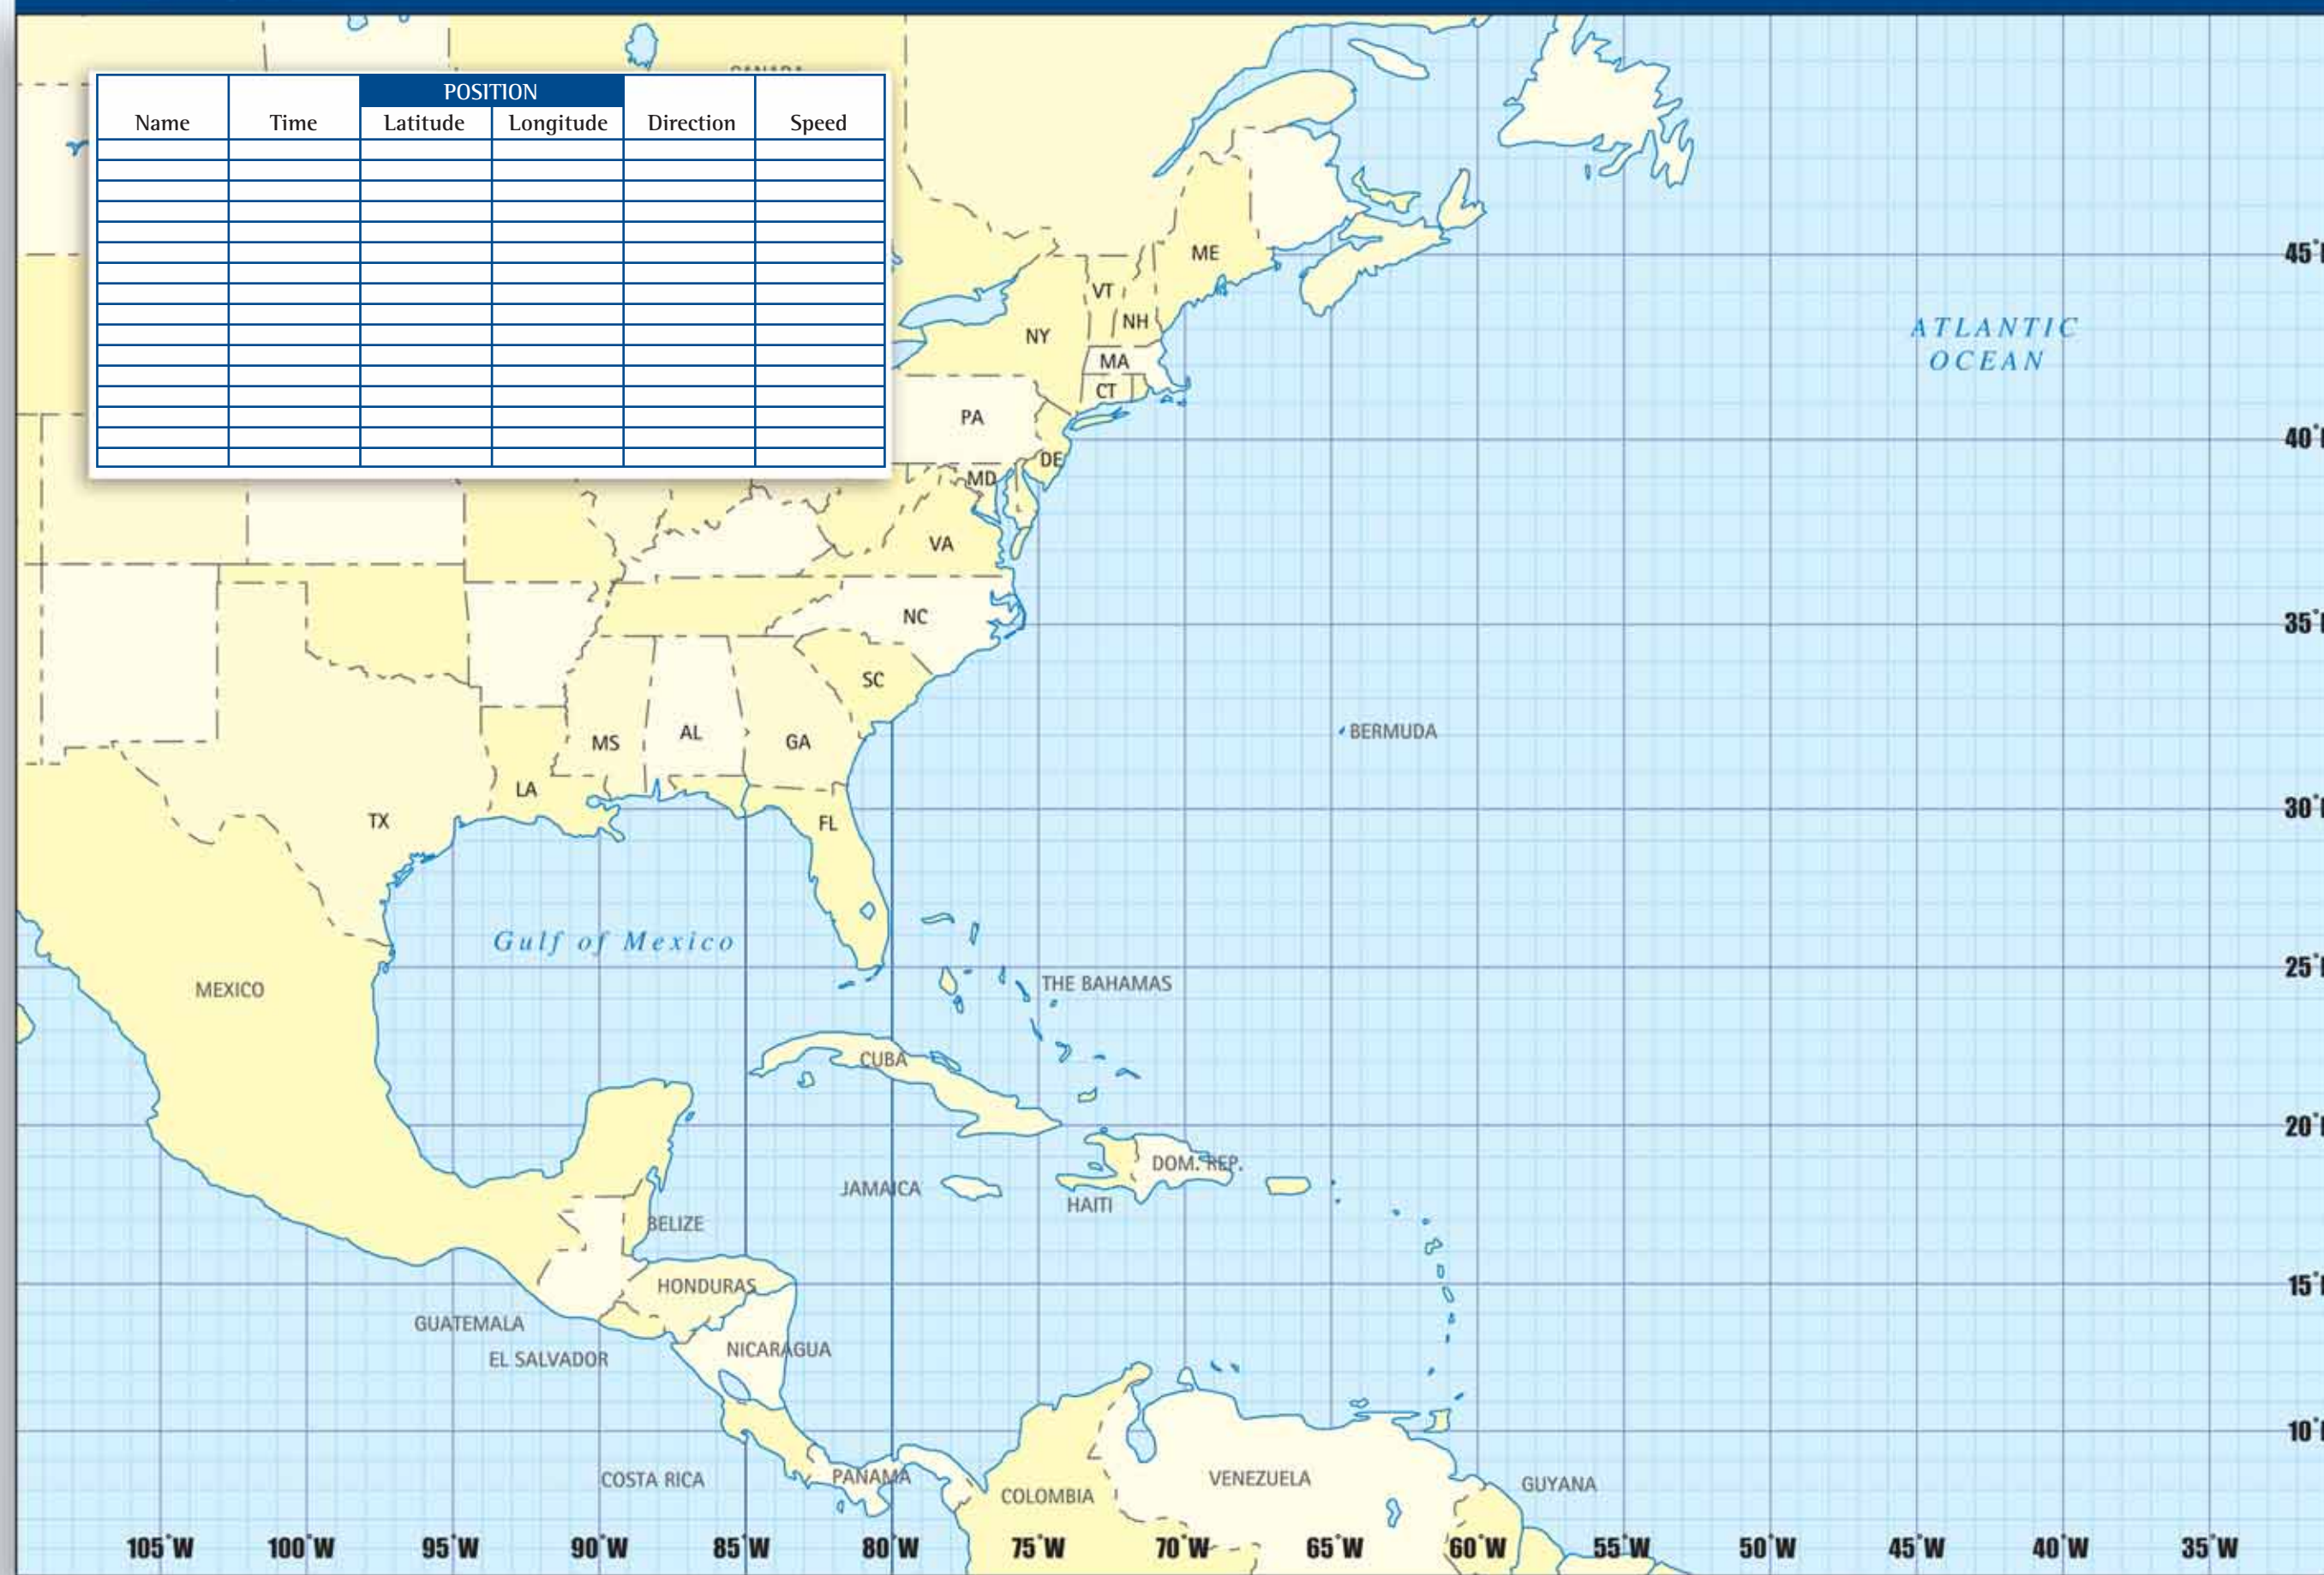 CANADA
POSITION
Name Time Latitude Longitude Direction Speed
ME
VT
NH
NY
MA
CT
PA
DE
MD
VA
NC
SC
MS
AL
GA
LA
TX
FL
45°
40°
35°
30°
25°
20°
15°
10°
ATLANTIC
OCEAN
BERMUDA
Gulf of Mexico
MEXICO
THE BAHAMAS
CUBA
DOM. REP.
JAMAICA
HAITI
BELIZE
HONDURAS
GUATEMALA
EL SALVADOR
NICARAGUA
COSTA RICA
PANAMA
COLOMBIA
VENEZUELA
GUYANA
105°W 100°W 95°W 90°W 85°W 80°W 75°W 70°W 65°W 60°W 55°W 50°W 45°W 40°W 35°W